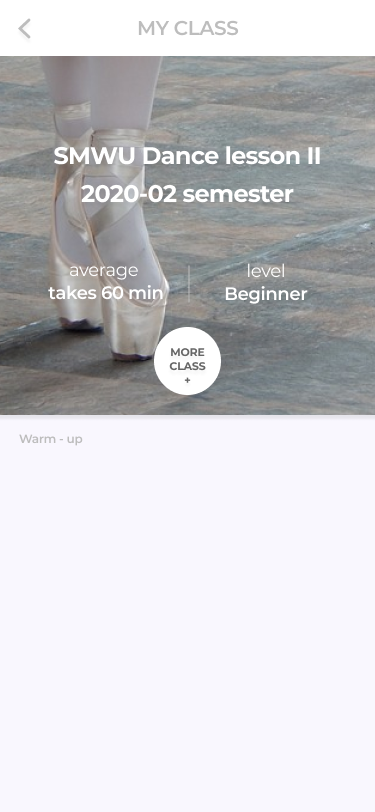 MY CLASS
SMWU Dance lesson II
2020-02 semester
average
takes 60 min
level
Beginner
MORE
CLASS
+
Warm - up